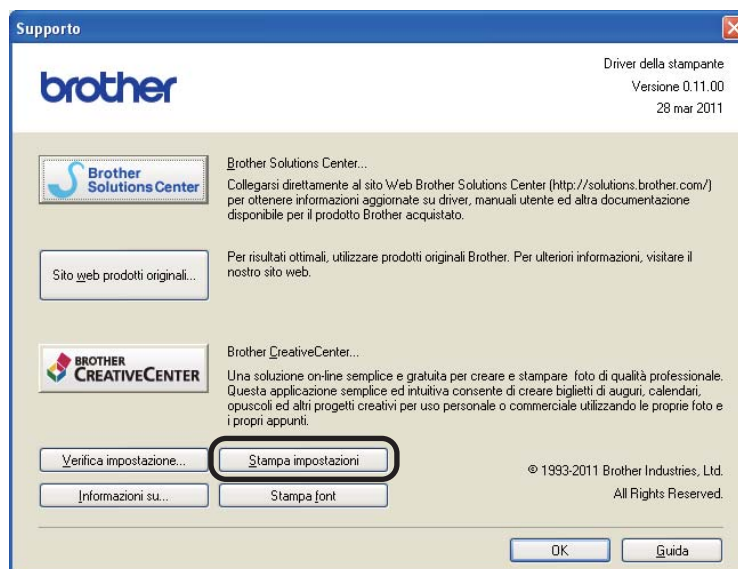 Supporto
brother
Driver della stampante
Versione 0.11.00
28 mar 2011
Brother
Solutions Center
Brother Solutions Center...
Collegarsi direttamente al sito Web Brother Solutions Center (http://solutions.brother.com/)
per ottenere informazioni aggiornate su driver, manuali utente ed altra documentazione
disponibile per il prodotto Brother acquistato.
Sito web prodotti originali...
Per risultati ottimali, utilizzare prodotti originali Brother. Per ulteriori informazioni, visitare il
nostro sito web.
BROTHER
CREATIVECENTER
Brother CreativeCenter...
Una soluzione on-line semplice e gratuita per creare e stampare foto di qualità professionale.
Questa applicazione semplice ed intuitiva consente di creare biglietti di auguri, calendari,
opuscoli ed altri progetti creativi per uso personale o commerciale utilizzando le proprie foto e
i propri appunti.
Verifica impostazione...
Stampa impostazioni
Informazioni su...
Stampa font
© 1993-2011 Brother Industries, Ltd.
All Rights Reserved.
OK
Guida